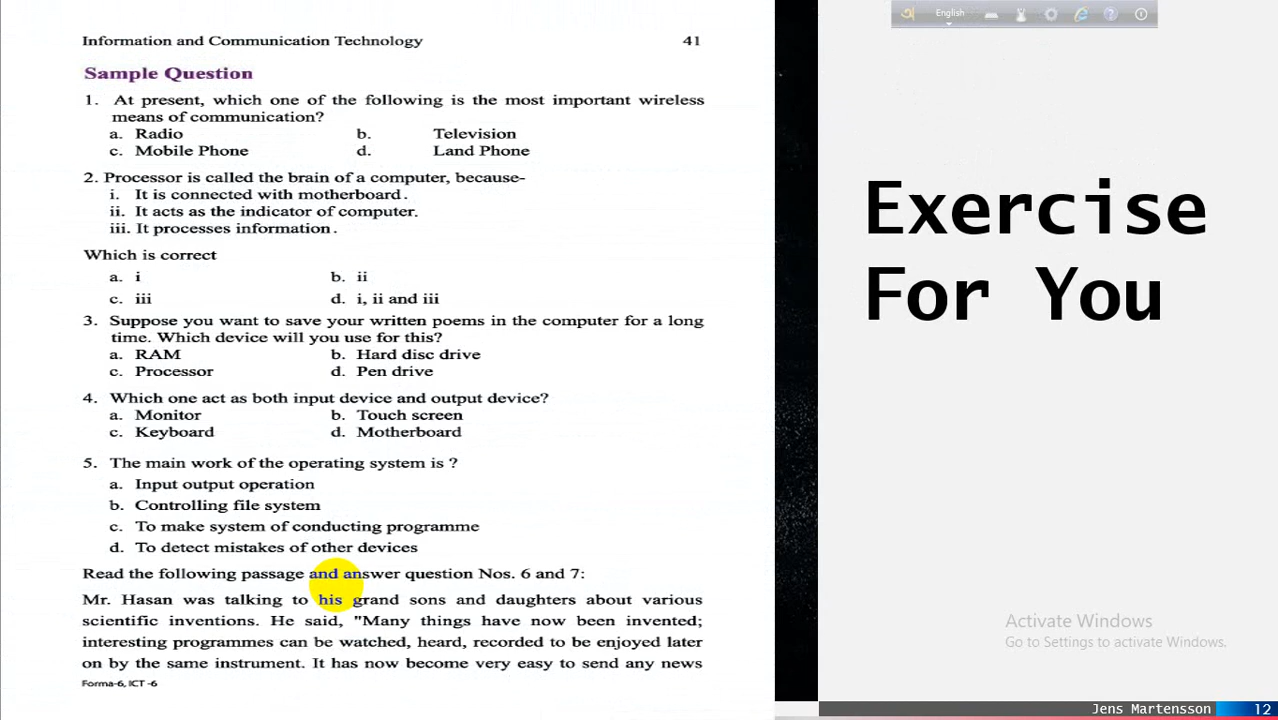 English
Information and Communication Technology 41
Sample Question
1. At present, which one of the following is the most important wireless
means of communication?
a. Radio b. Television
c. Mobile Phone d. Land Phone
2. Processor is called the brain of a computer, because-
i. It is connected with motherboard.
ii. It acts as the indicator of computer.
iii. It processes information.
Which is correct
a. i b. ii
c. iii d. i, ii and iii
3. Suppose you want to save your written poems in the computer for a long
time. Which device will you use for this?
a. RAM b. Hard disc drive
c. Processor d. Pen drive
4. Which one act as both input device and output device?
a. Monitor b. Touch screen
c. Keyboard d. Motherboard
5. The main work of the operating system is ?
a. Input output operation
b. Controlling file system
c. To make system of conducting programme
d. To detect mistakes of other devices
Read the following passage and answer question Nos. 6 and 7:
Mr. Hasan was talking to his grand sons and daughters about various
scientific inventions. He said, "Many things have now been invented;
interesting programmes can be watched, heard, recorded to be enjoyed later
on by the same instrument. It has now become very easy to send any news
Forma-6, ICT -6
Exercise
For You
Activate Windows
Go to Settings to activate Windows.
Jens Martensson 12